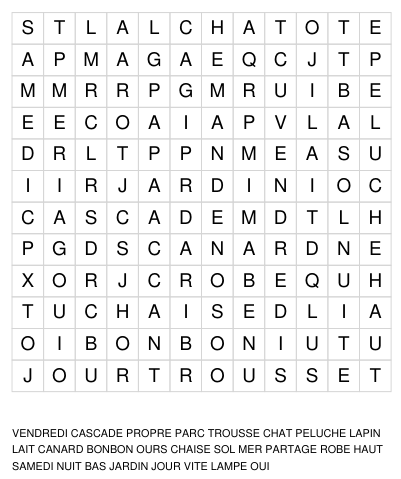 S T L A L C H A T O T E
A P M A G A E Q C J T P
M M R R P G M R U I B E
E E C O A I A P V L A L
D R L T P P N M E A S U
I I R J A R D I N I O C
C A S C A D E M D T L H
P G D S C A N A R D N E
X O R J C R O B E Q U H
T U C H A I S E D L I A
O I B O N B O N I U T U
J O U R T R O U S S E T
VENDREDI CASCADE PROPRE PARC TROUSSE CHAT PELUCHE LAPIN
LAIT CANARD BONBON OURS CHAISE SOL MER PARTAGE ROBE HAUT
SAMEDI NUIT BAS JARDIN JOUR VITE LAMPE OUI